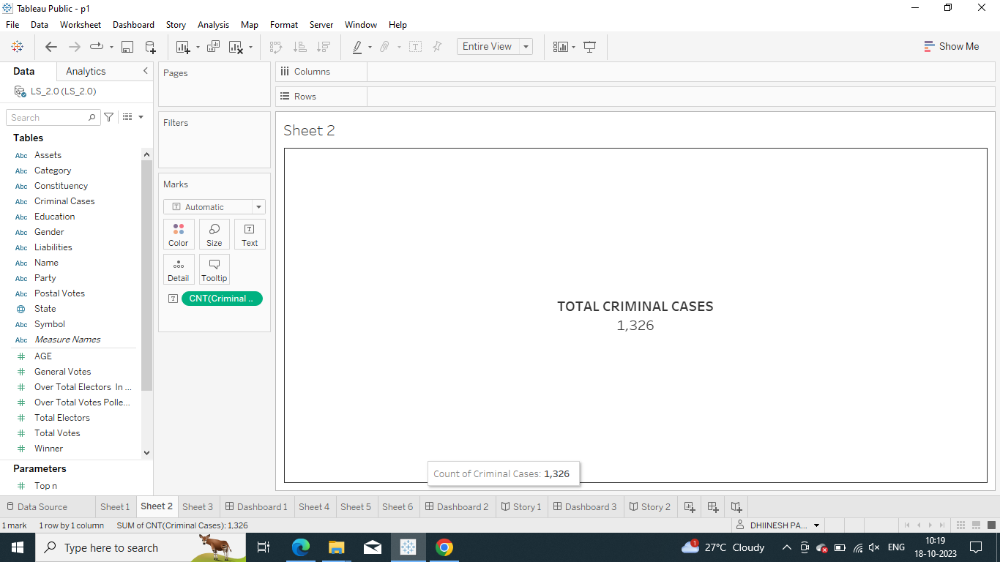 Tableau Public - p1
File Data Worksheet Dashboard Story Analysis Map Format Server Window Help
Entire View
Show Me
Data Analytics
LS_2.0 (LS_2.0)
Search
Tables
Abc Assets
Abc Category
Abc Constituency
Abc Criminal Cases
Abc Education
Abc Gender
Abc Liabilities
Abc Name
Abc Party
Abc Postal Votes
State
Abc Symbol
Abc Measure Names
# AGE
# General Votes
# Over Total Electors In ...
# Over Total Votes Polle...
# Total Electors
# Total Votes
# Winner
Parameters
# Top n
Pages
Filters
Marks
T Automatic
Color Size Text
Detail Tooltip
T CNT(Criminal ..
Columns
Rows
Sheet 2
TOTAL CRIMINAL CASES
1,326
Count of Criminal Cases: 1,326
Data Source Sheet 1 Sheet 2 Sheet 3 Dashboard 1 Sheet 4 Sheet 5 Sheet 6 Dashboard 2 Story 1 Dashboard 3 Story 2
1 mark 1 row by 1 column SUM of CNT(Criminal Cases): 1,326
DHIINESH PA...
Type here to search
1 27°C Cloudy
ENG
10:19
18-10-2023